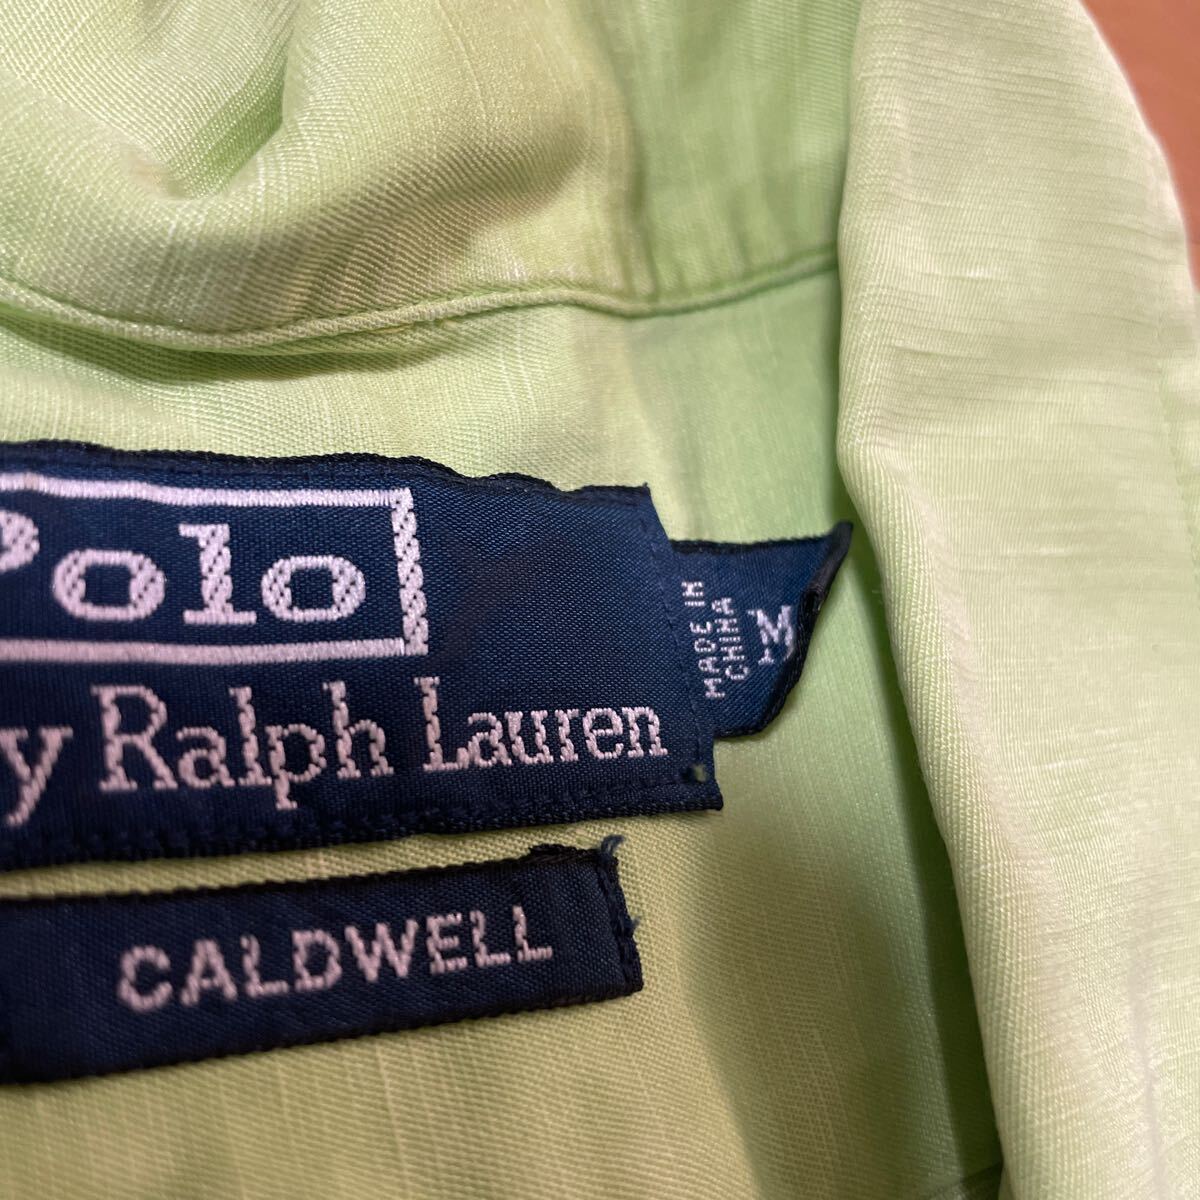 Polo
y Ralph Lauren
MADE IN
CHINA
M
CALDWELL